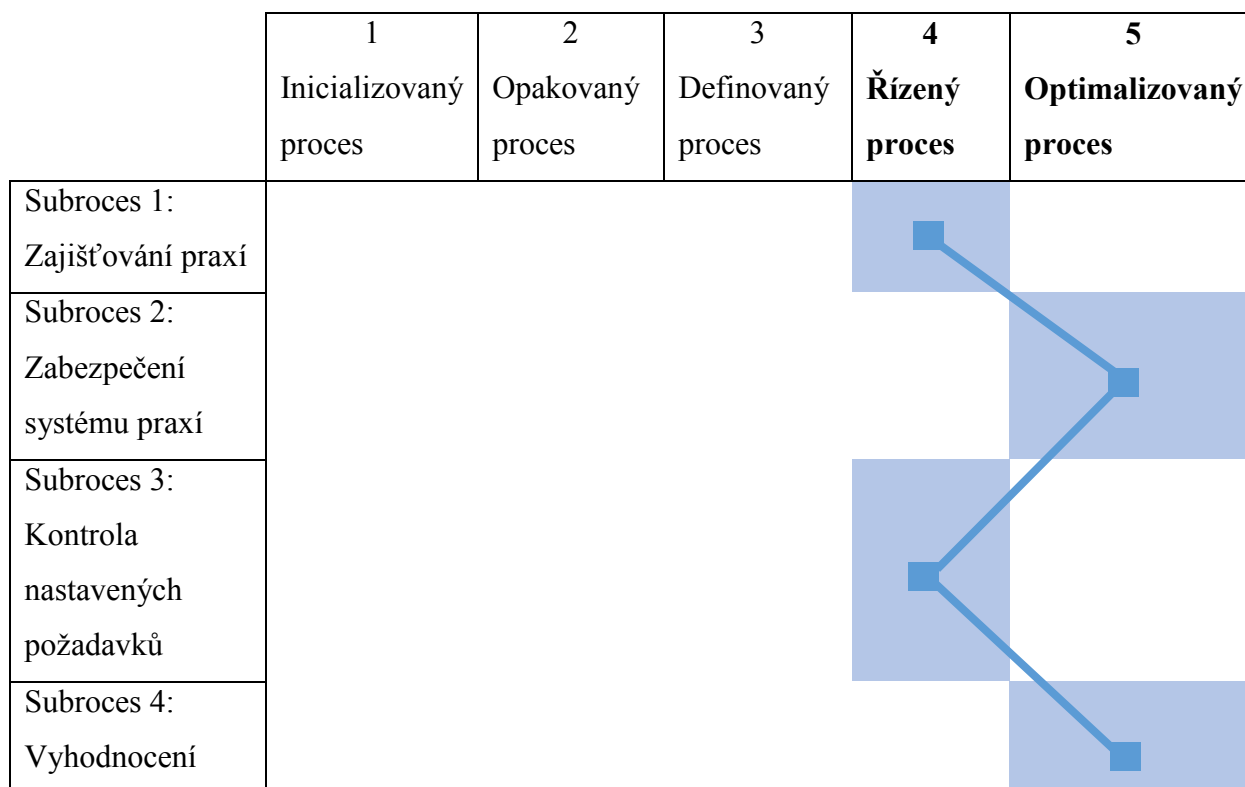 1
Inicializovaný
proces
2
Opakovaný
proces
3
Definovaný
proces
4
Řízený
proces
5
Optimalizovaný
proces
Subroces 1:
Zajišťování praxí
Subroces 2:
Zabezpečení
systému praxí
Subroces 3:
Kontrola
nastavených
požadavků
Subroces 4:
Vyhodnocení